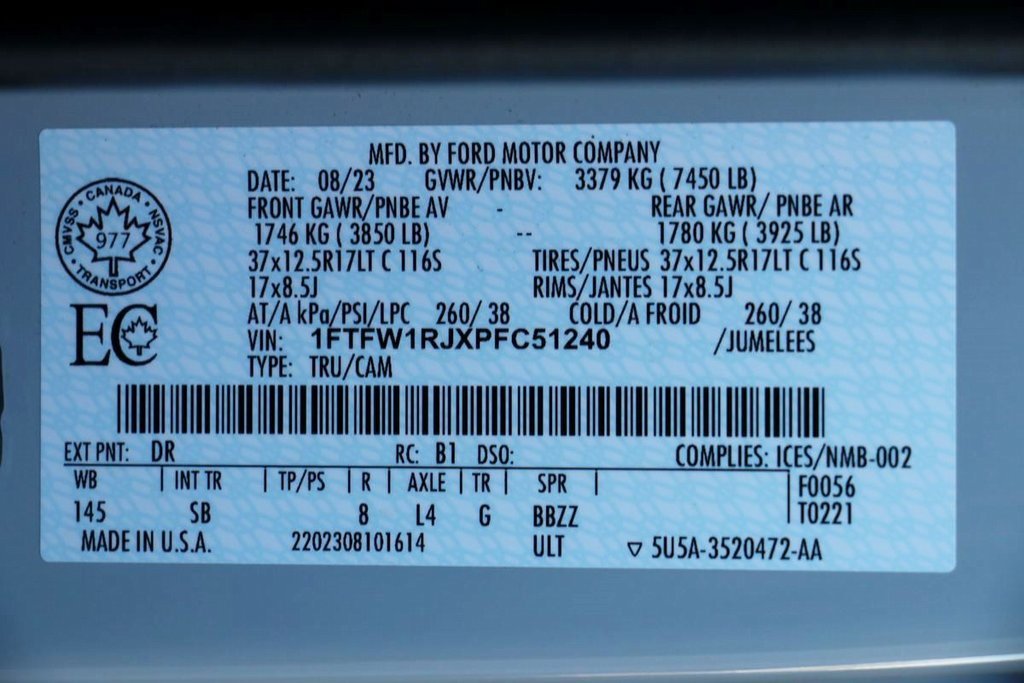 MFD. BY FORD MOTOR COMPANY
DATE: 08/23 GVWR/PNBV: 3379 KG ( 7450 LB)
FRONT GAWR/PNBE AV - REAR GAWR/ PNBE AR
1746 KG ( 3850 LB) -- 1780 KG ( 3925 LB)
37x12.5R17LT C 116S TIRES/PNEUS 37x12.5R17LT C 116S
17x8.5J RIMS/JANTES 17x8.5J
AT/A kPa/PSI/LPC 260/ 38 COLD/A FROID 260/ 38
VIN: 1FTFW1RJXPFC51240 /JUMELEES
TYPE: TRU/CAM
CANADA
CMVSS
NSVAC
977
TRANSPORT
EC
EXT PNT: DR RC: B1 DSO: COMPLIES: ICES/NMB-002
WB | INT TR | TP/PS | R | AXLE | TR | SPR | F0056
145 SB 8 L4 G BBZZ T0221
MADE IN U.S.A. 2202308101614 ULT ▽ 5U5A-3520472-AA